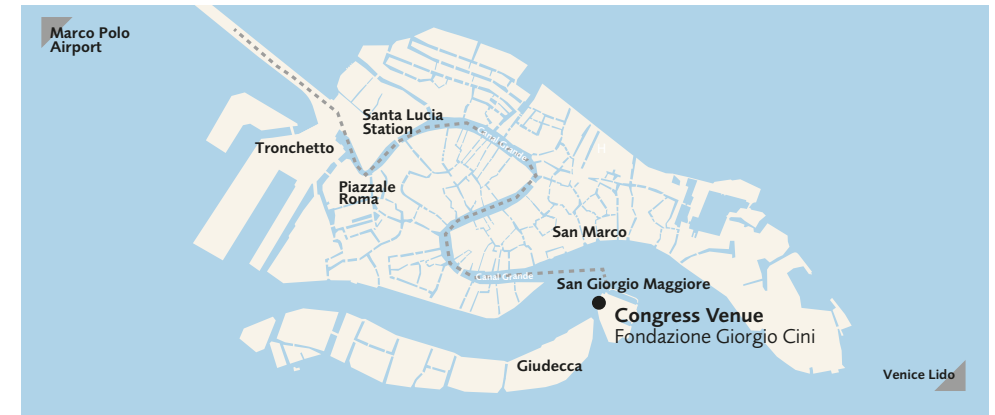 Marco Polo
Airport
Santa Lucia
Station
Canal Grande
Tronchetto
Piazzale
Roma
San Marco
Canal Grande
San Giorgio Maggiore
Congress Venue
Fondazione Giorgio Cini
Giudecca
Venice Lido